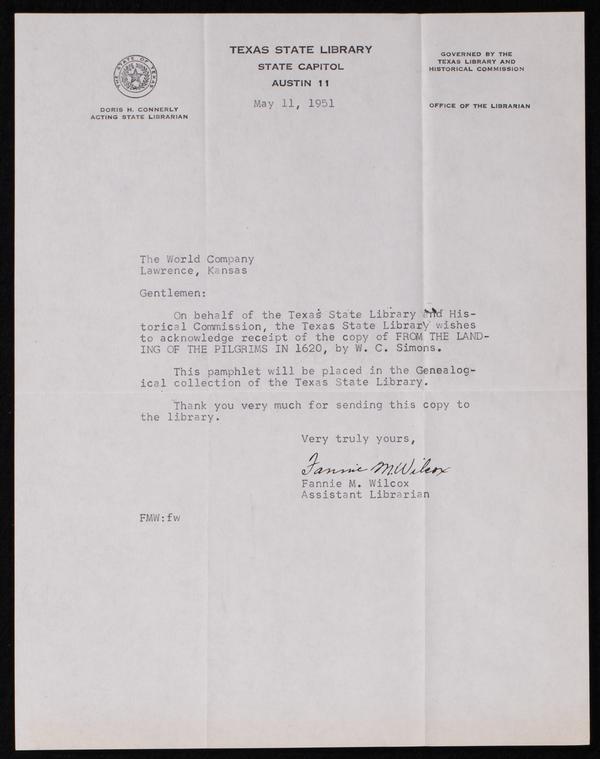 TEXAS STATE LIBRARY
STATE CAPITOL
AUSTIN 11
THE STATE OF TEXAS
DORIS H. CONNERLY
ACTING STATE LIBRARIAN
GOVERNED BY THE
TEXAS LIBRARY AND
HISTORICAL COMMISSION
OFFICE OF THE LIBRARIAN
May 11, 1951
The World Company
Lawrence, Kansas
Gentlemen:
On behalf of the Texas State Library and His-
torical Commission, the Texas State Library wishes
to acknowledge receipt of the copy of FROM THE LAND-
ING OF THE PILGRIMS IN 1620, by W. C. Simons.
This pamphlet will be placed in the Genealog-
ical collection of the Texas State Library.
Thank you very much for sending this copy to
the library.
Very truly yours,
Fannie M. Wilcox
Fannie M. Wilcox
Assistant Librarian
FMW:fw